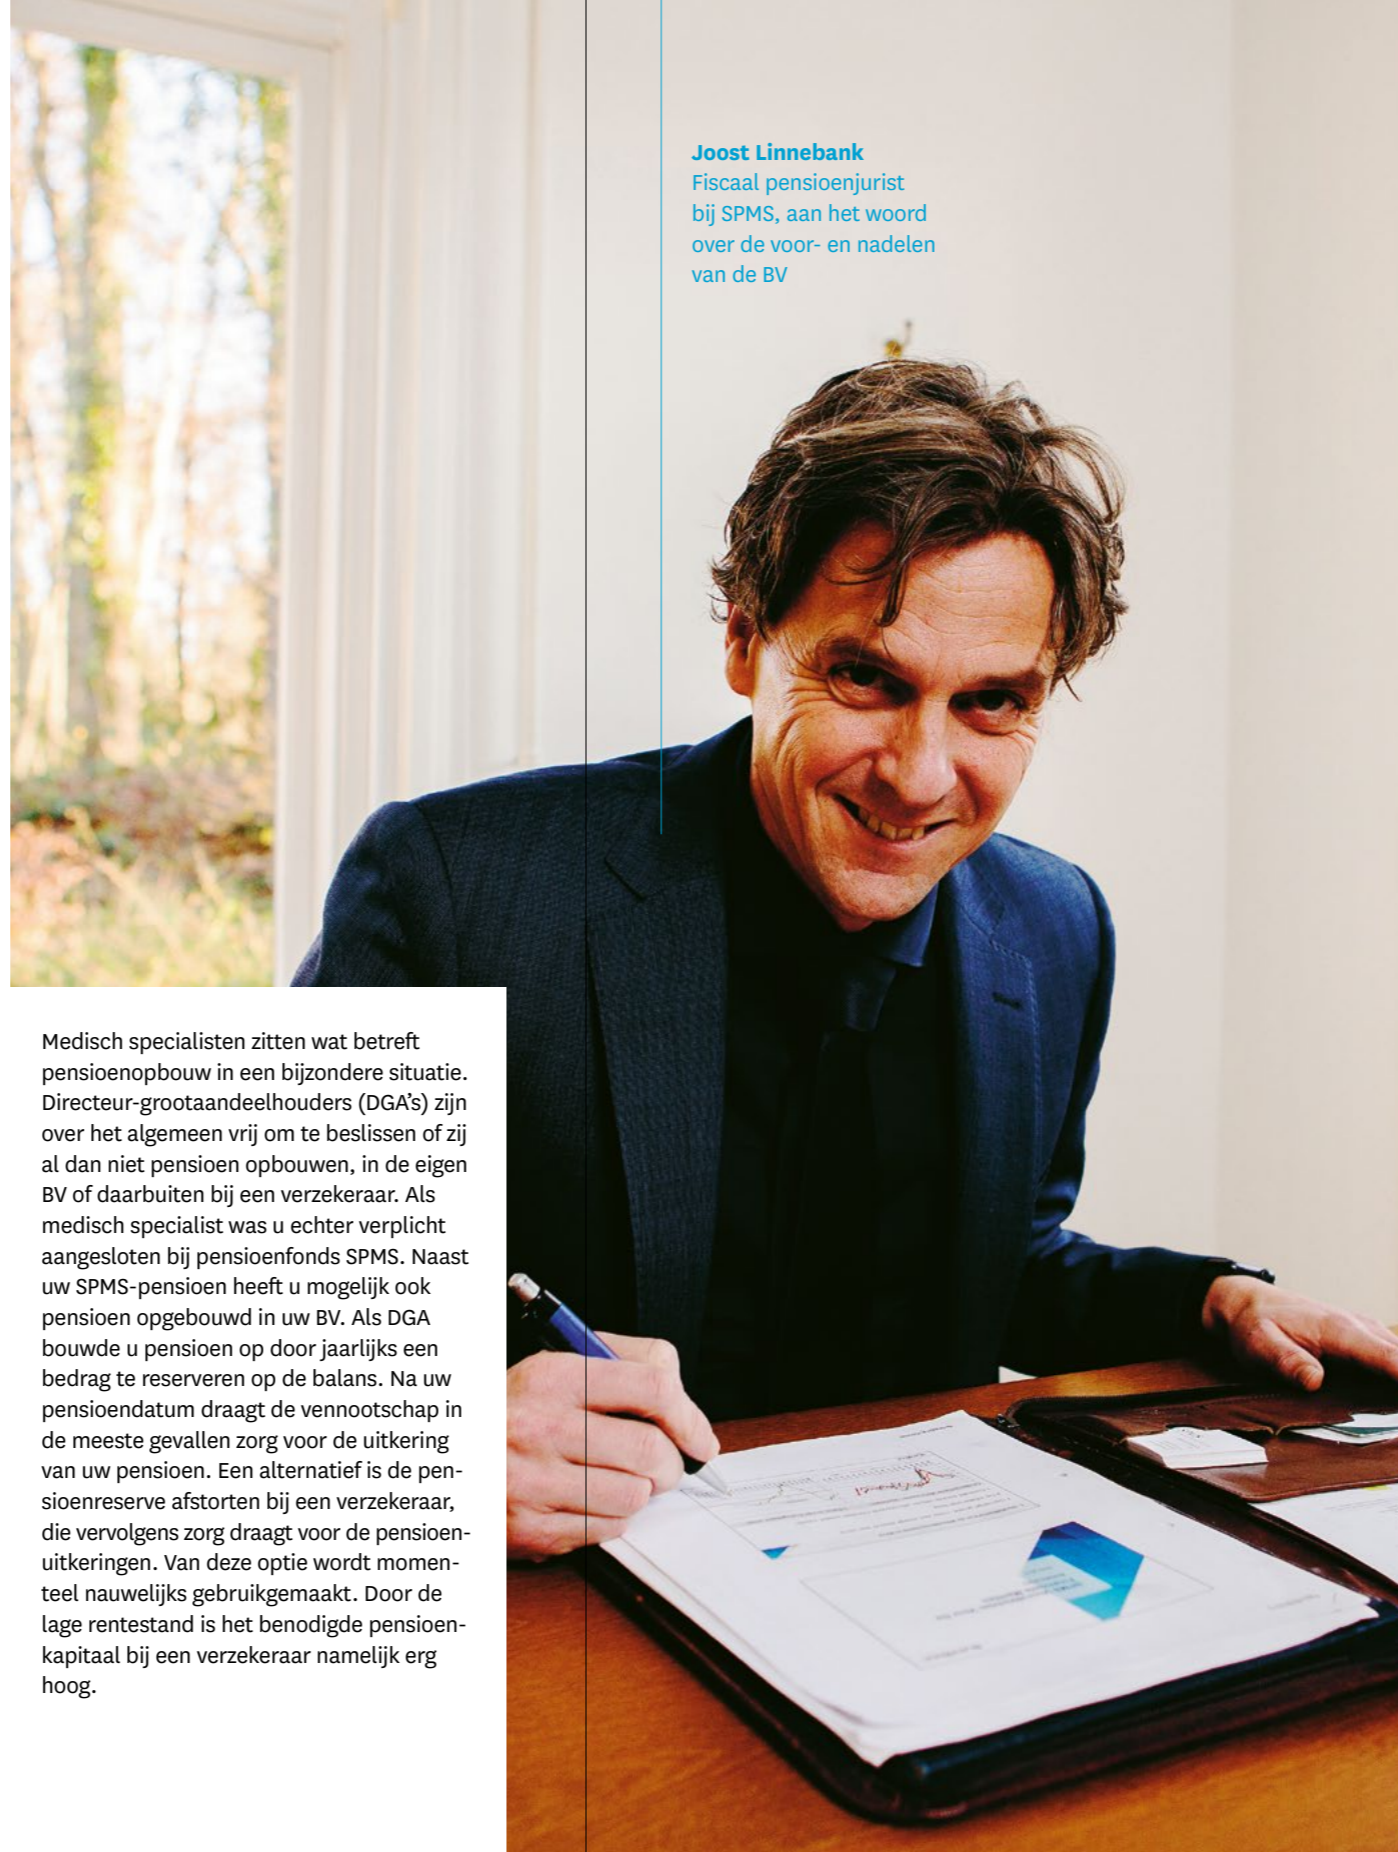 Joost Linnebank
Fiscaal pensioenjurist
bij SPMS, aan het woord
over de voor- en nadelen
van de BV
Medisch specialisten zitten wat betreft
pensioenopbouw in een bijzondere situatie.
Directeur-grootaandeelhouders (DGA’s) zijn
over het algemeen vrij om te beslissen of zij
al dan niet pensioen opbouwen, in de eigen
BV of daarbuiten bij een verzekeraar. Als
medisch specialist was u echter verplicht
aangesloten bij pensioenfonds SPMS. Naast
uw SPMS-pensioen heeft u mogelijk ook
pensioen opgebouwd in uw BV. Als DGA
bouwde u pensioen op door jaarlijks een
bedrag te reserveren op de balans. Na uw
pensioendatum draagt de vennootschap in
de meeste gevallen zorg voor de uitkering
van uw pensioen. Een alternatief is de pen-
sioenreserve afstorten bij een verzekeraar,
die vervolgens zorg draagt voor de pensioen-
uitkeringen. Van deze optie wordt momen-
teel nauwelijks gebruikgemaakt. Door de
lage rentestand is het benodigde pensioen-
kapitaal bij een verzekeraar namelijk erg
hoog.